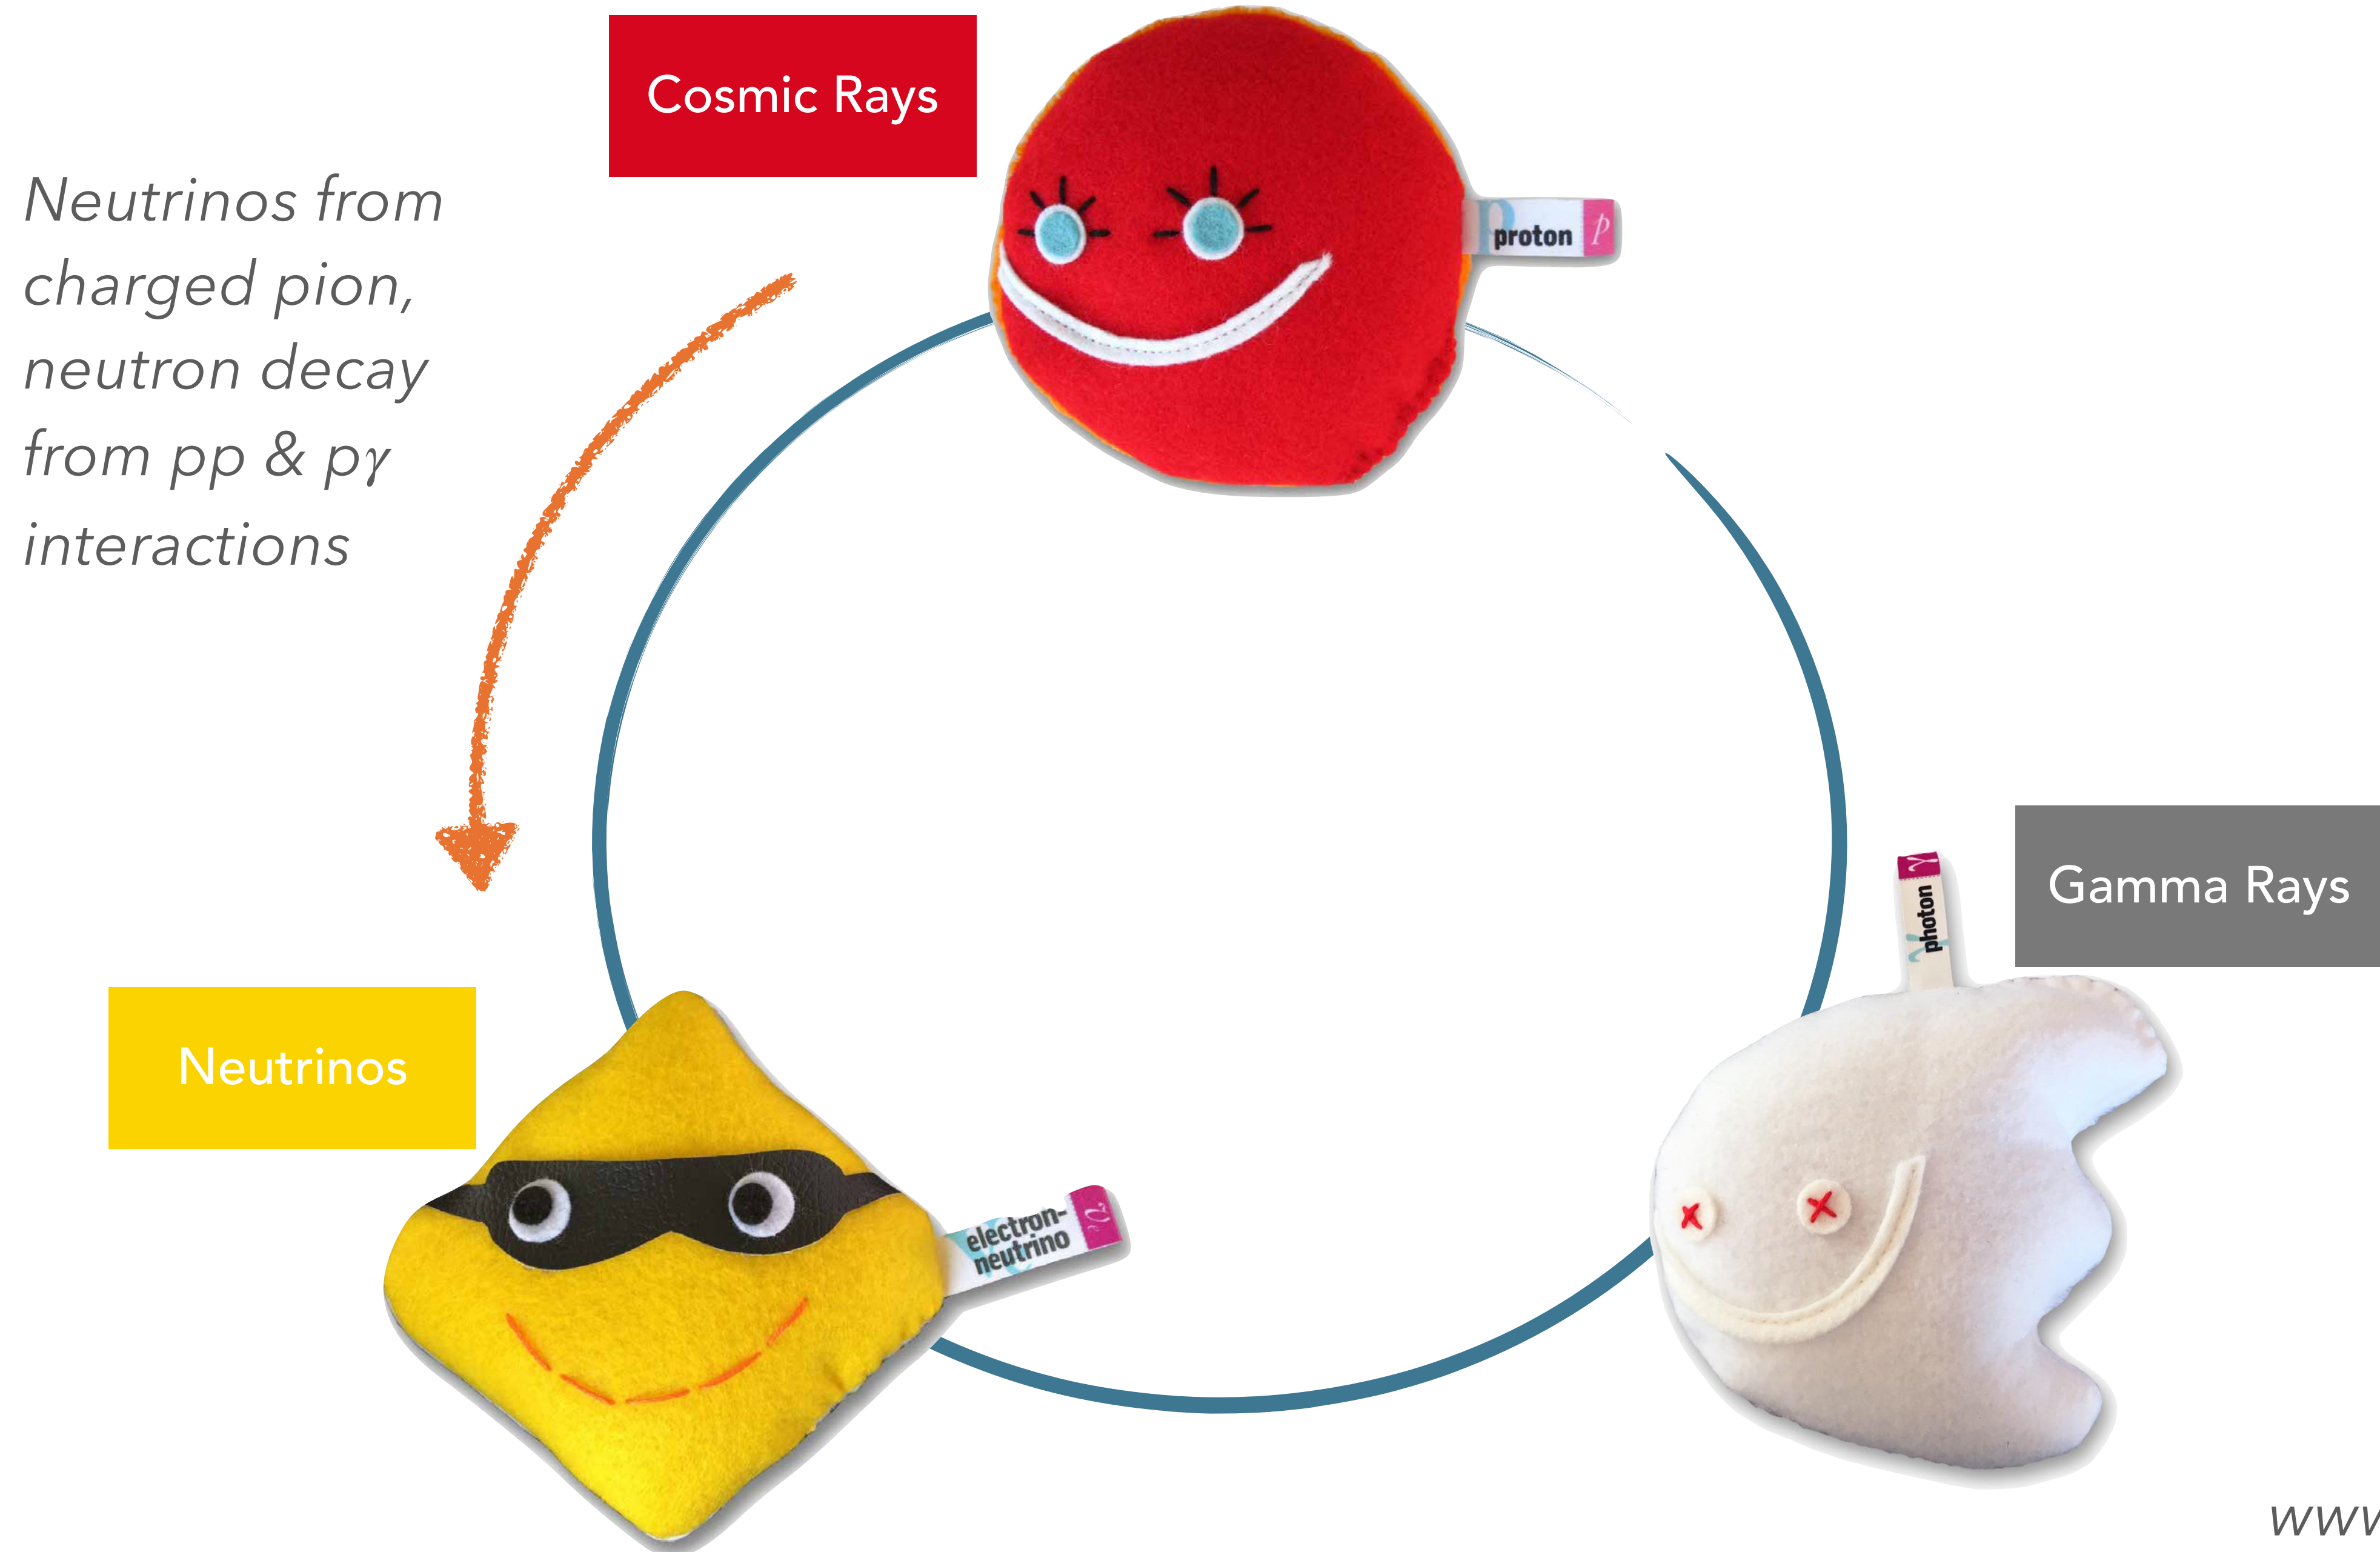 Cosmic Rays
Neutrinos from
charged pion,
neutron decay
from pp & pγ
interactions
proton p
photon γ
Gamma Rays
Neutrinos
electron-
neutrino νe
www